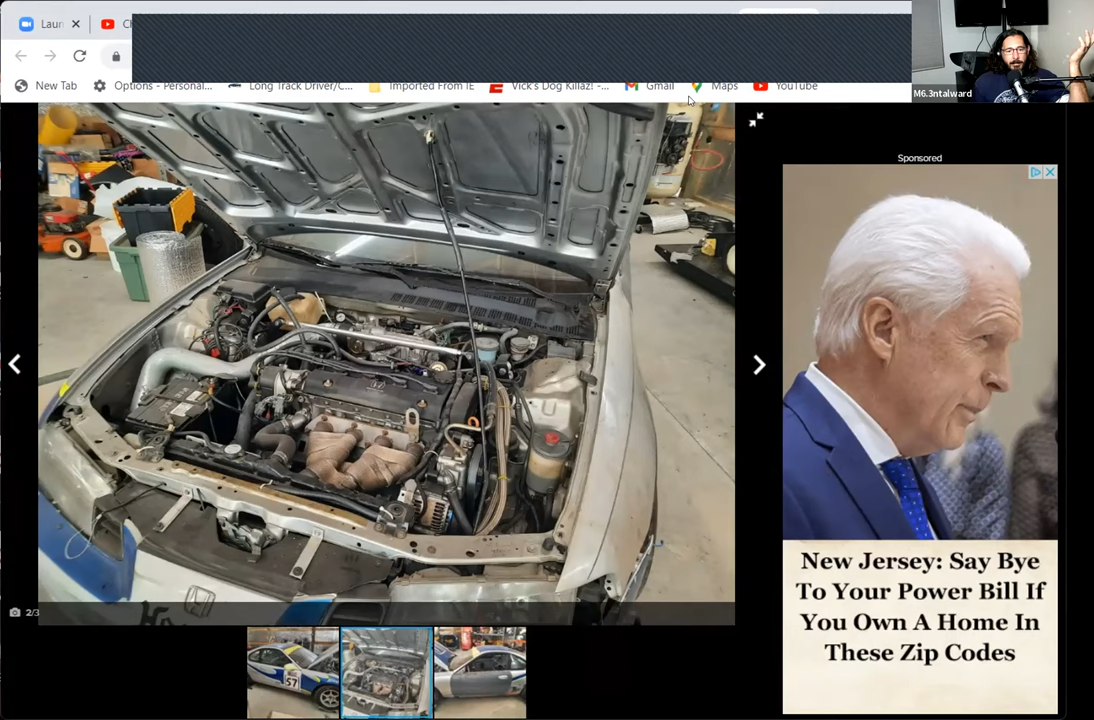 Laun
New Tab
Options - Personal...
Long Track Driver/C...
Imported From IE
Vick's Dog Killaz! -...
Gmail
Maps
YouTube
M6.3ntalward
Sponsored
New Jersey: Say Bye
To Your Power Bill If
You Own A Home In
These Zip Codes
2/3
57